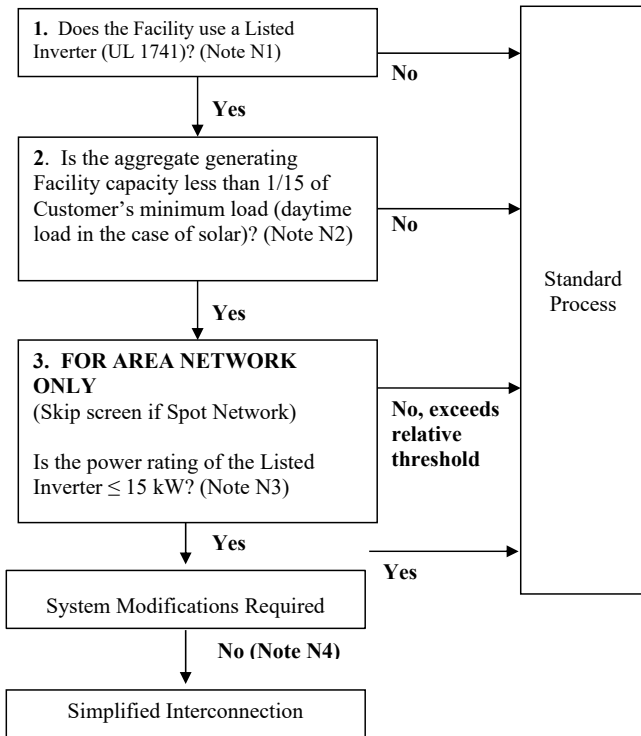 1. Does the Facility use a Listed
Inverter (UL 1741)? (Note N1)
No
Yes
2. Is the aggregate generating
Facility capacity less than 1/15 of
Customer's minimum load (daytime
load in the case of solar)? (Note N2)
No
Standard
Process
Yes
3. FOR AREA NETWORK
ONLY
(Skip screen if Spot Network)
Is the power rating of the Listed
Inverter ≤ 15 kW? (Note N3)
No, exceeds
relative
threshold
Yes
Yes
System Modifications Required
No (Note N4)
Simplified Interconnection